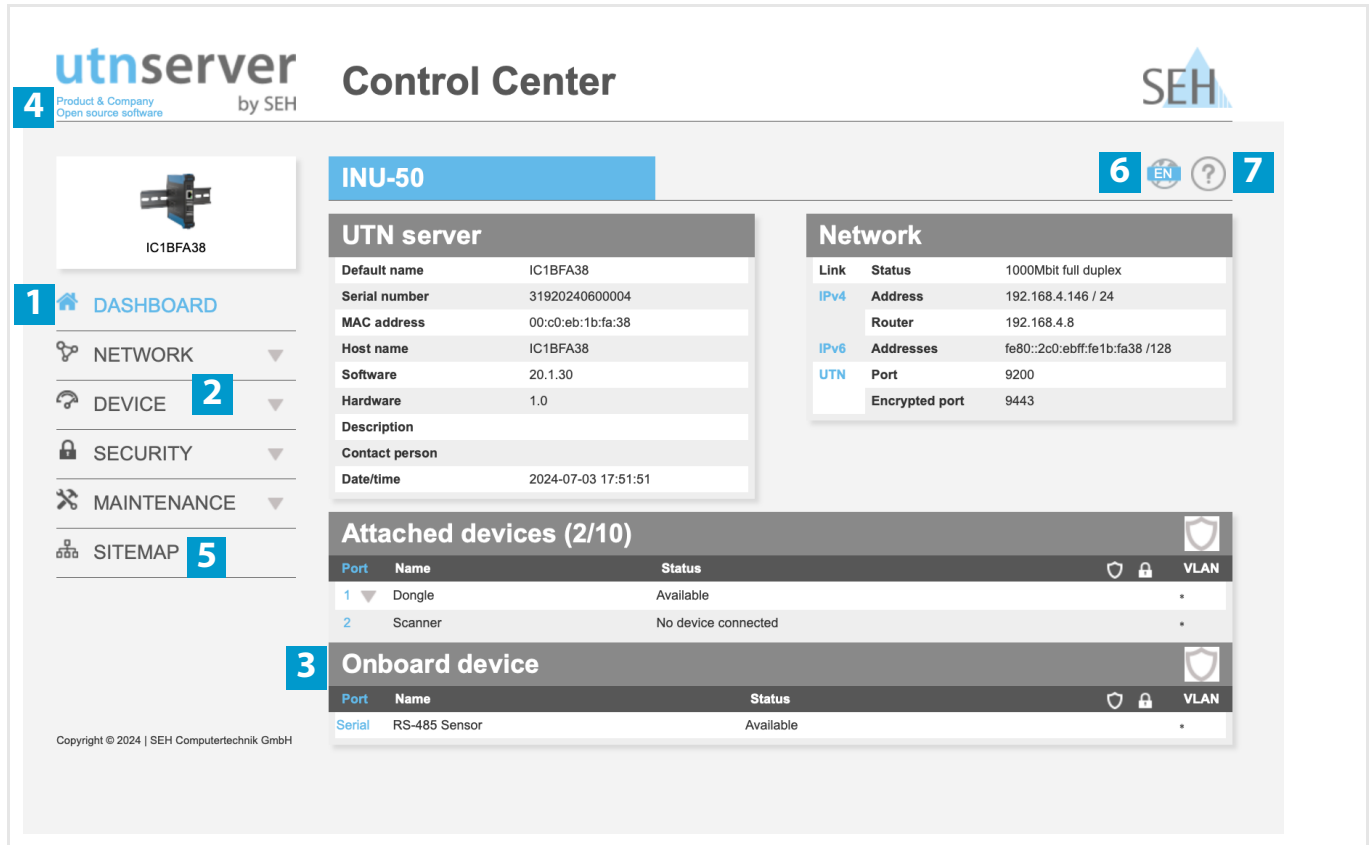 utnserver
by SEH
4
Product & Company
Open source software
Control Center
SEH
IC1BFA38
1
DASHBOARD
NETWORK
2
DEVICE
SECURITY
MAINTENANCE
SITEMAP
5
Copyright © 2024 | SEH Computertechnik GmbH
INU-50
6
EN
?
7
UTN server
Default name IC1BFA38
Serial number 31920240600004
MAC address 00:c0:eb:1b:fa:38
Host name IC1BFA38
Software 20.1.30
Hardware 1.0
Description
Contact person
Date/time 2024-07-03 17:51:51
Network
Link Status 1000Mbit full duplex
IPv4 Address 192.168.4.146 / 24
Router 192.168.4.8
IPv6 Addresses fe80::2c0:ebff:fe1b:fa38 /128
UTN Port 9200
Encrypted port 9443
Attached devices (2/10)
Port Name Status VLAN
1 Dongle Available *
2 Scanner No device connected *
3
Onboard device
Port Name Status VLAN
Serial RS-485 Sensor Available *